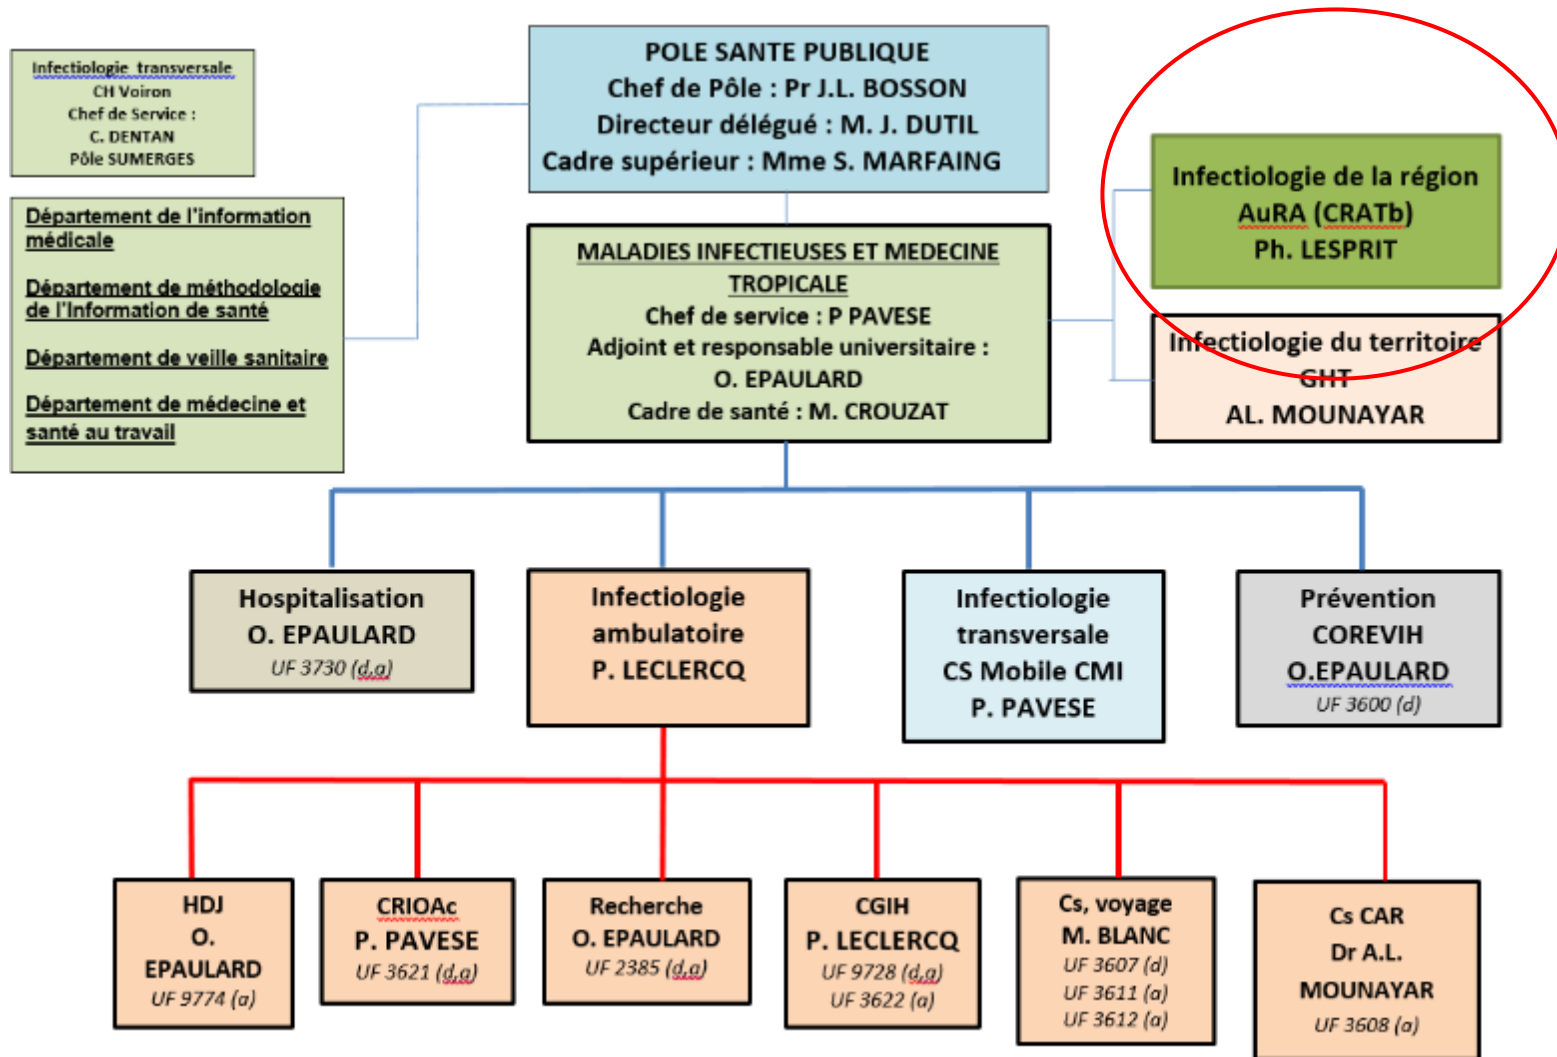 Infectiologie transversale
CH Voiron
Chef de Service :
C. DENTAN
Pôle SUMERGES
POLE SANTE PUBLIQUE
Chef de Pôle : Pr J.L. BOSSON
Directeur délégué : M. J. DUTIL
Cadre supérieur : Mme S. MARFAING
Infectiologie de la région
AuRA (CRATb)
Ph. LESPRIT
Département de l'information
médicale
Département de méthodologie
de l'Information de santé
Département de veille sanitaire
Département de médecine et
santé au travail
MALADIES INFECTIEUSES ET MEDECINE
TROPICALE
Chef de service : P PAVESE
Adjoint et responsable universitaire :
O. EPAULARD
Cadre de santé : M. CROUZAT
Infectiologie du territoire
GHT
AL. MOUNAYAR
Hospitalisation
O. EPAULARD
UF 3730 (d,a)
Infectiologie
ambulatoire
P. LECLERCQ
Infectiologie
transversale
CS Mobile CMI
P. PAVESE
Prévention
COREVIH
O.EPAULARD
UF 3600 (d)
HDJ
O.
EPAULARD
UF 9774 (a)
CRIOAc
P. PAVESE
UF 3621 (d,a)
Recherche
O. EPAULARD
UF 2385 (d,a)
CGIH
P. LECLERCQ
UF 9728 (d,a)
UF 3622 (a)
Cs, voyage
M. BLANC
UF 3607 (d)
UF 3611 (a)
UF 3612 (a)
Cs CAR
Dr A.L.
MOUNAYAR
UF 3608 (a)